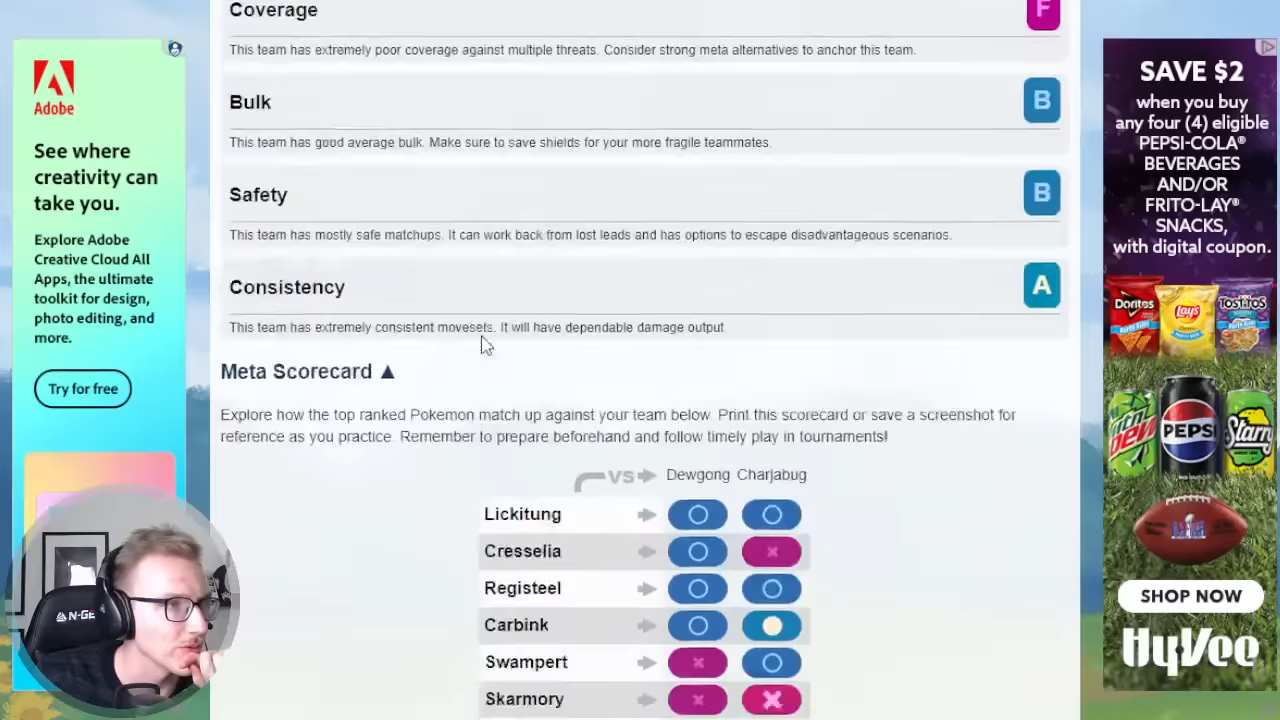 Coverage
F
This team has extremely poor coverage against multiple threats. Consider strong meta alternatives to anchor this team.
Bulk
B
This team has good average bulk. Make sure to save shields for your more fragile teammates.
Safety
B
This team has mostly safe matchups. It can work back from lost leads and has options to escape disadvantageous scenarios.
Consistency
A
This team has extremely consistent movesets. It will have dependable damage output.
Meta Scorecard ▲
Explore how the top ranked Pokemon match up against your team below. Print this scorecard or save a screenshot for
reference as you practice. Remember to prepare beforehand and follow timely play in tournaments!
VS Dewgong Charjabug
Lickitung
Cresselia
Registeel
Carbink
Swampert
Skarmory
Adobe
See where
creativity can
take you.
Explore Adobe
Creative Cloud All
Apps, the ultimate
toolkit for design,
photo editing, and
more.
Try for free
SAVE $2
when you buy
any four (4) eligible
PEPSI-COLA®
BEVERAGES
AND/OR
FRITO-LAY®
SNACKS,
with digital coupon.
Doritos
Lay's
TOSTITOS
PEPSI
Starry
SHOP NOW
HyVee